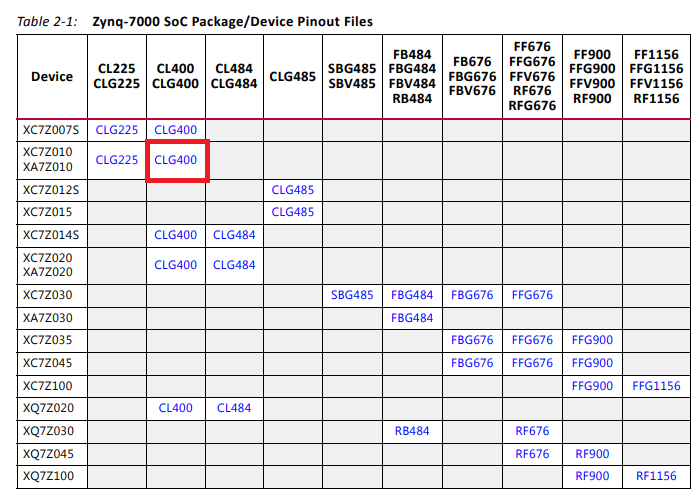 Table 2-1: Zynq-7000 SoC Package/Device Pinout Files
Device
CL225
CLG225
CL400
CLG400
CL484
CLG484
CLG485
SBG485
SBV485
FB484
FBG484
FBV484
RB484
FB676
FBG676
FBV676
FF676
FFG676
FFV676
RF676
RFG676
FF900
FFG900
FFV900
RF900
FF1156
FFG1156
FFV1156
RF1156
XC7Z007S CLG225 CLG400
XC7Z010
XA7Z010
CLG225 CLG400
XC7Z012S CLG485
XC7Z015 CLG485
XC7Z014S CLG400 CLG484
XC7Z020
XA7Z020
CLG400 CLG484
XC7Z030 SBG485 FBG484 FBG676 FFG676
XA7Z030 FBG484
XC7Z035 FBG676 FFG676 FFG900
XC7Z045 FBG676 FFG676 FFG900
XC7Z100 FFG900 FFG1156
XQ7Z020 CL400 CL484
XQ7Z030 RB484 RF676
XQ7Z045 RF676 RF900
XQ7Z100 RF900 RF1156